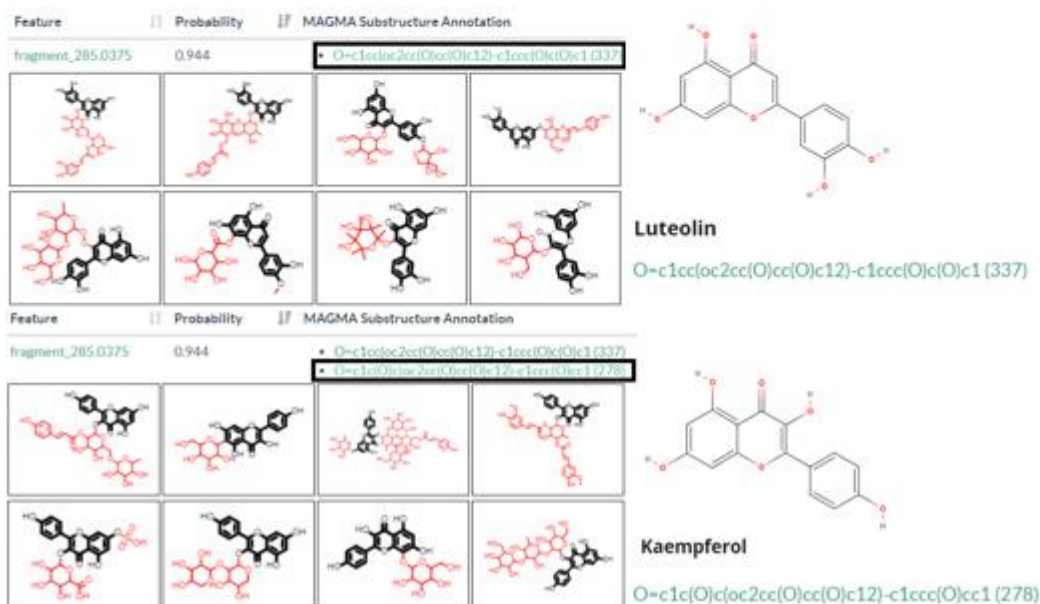 Feature Probability MAGMA Substructure Annotation
fragment_285.0375 0.944 • O=c1cc(oc2cc(O)cc(O)c12)-c1ccc(O)c(O)c1 (337)
Luteolin
O=c1cc(oc2cc(O)cc(O)c12)-c1ccc(O)c(O)c1 (337)
Feature Probability MAGMA Substructure Annotation
fragment_285.0375 0.944 • O=c1cc(oc2cc(O)cc(O)c12)-c1ccc(O)c(O)c1 (337)
• O=c1c(O)c(oc2cc(O)cc(O)c12)-c1ccc(O)cc1 (278)
Kaempferol
O=c1c(O)c(oc2cc(O)cc(O)c12)-c1ccc(O)cc1 (278)